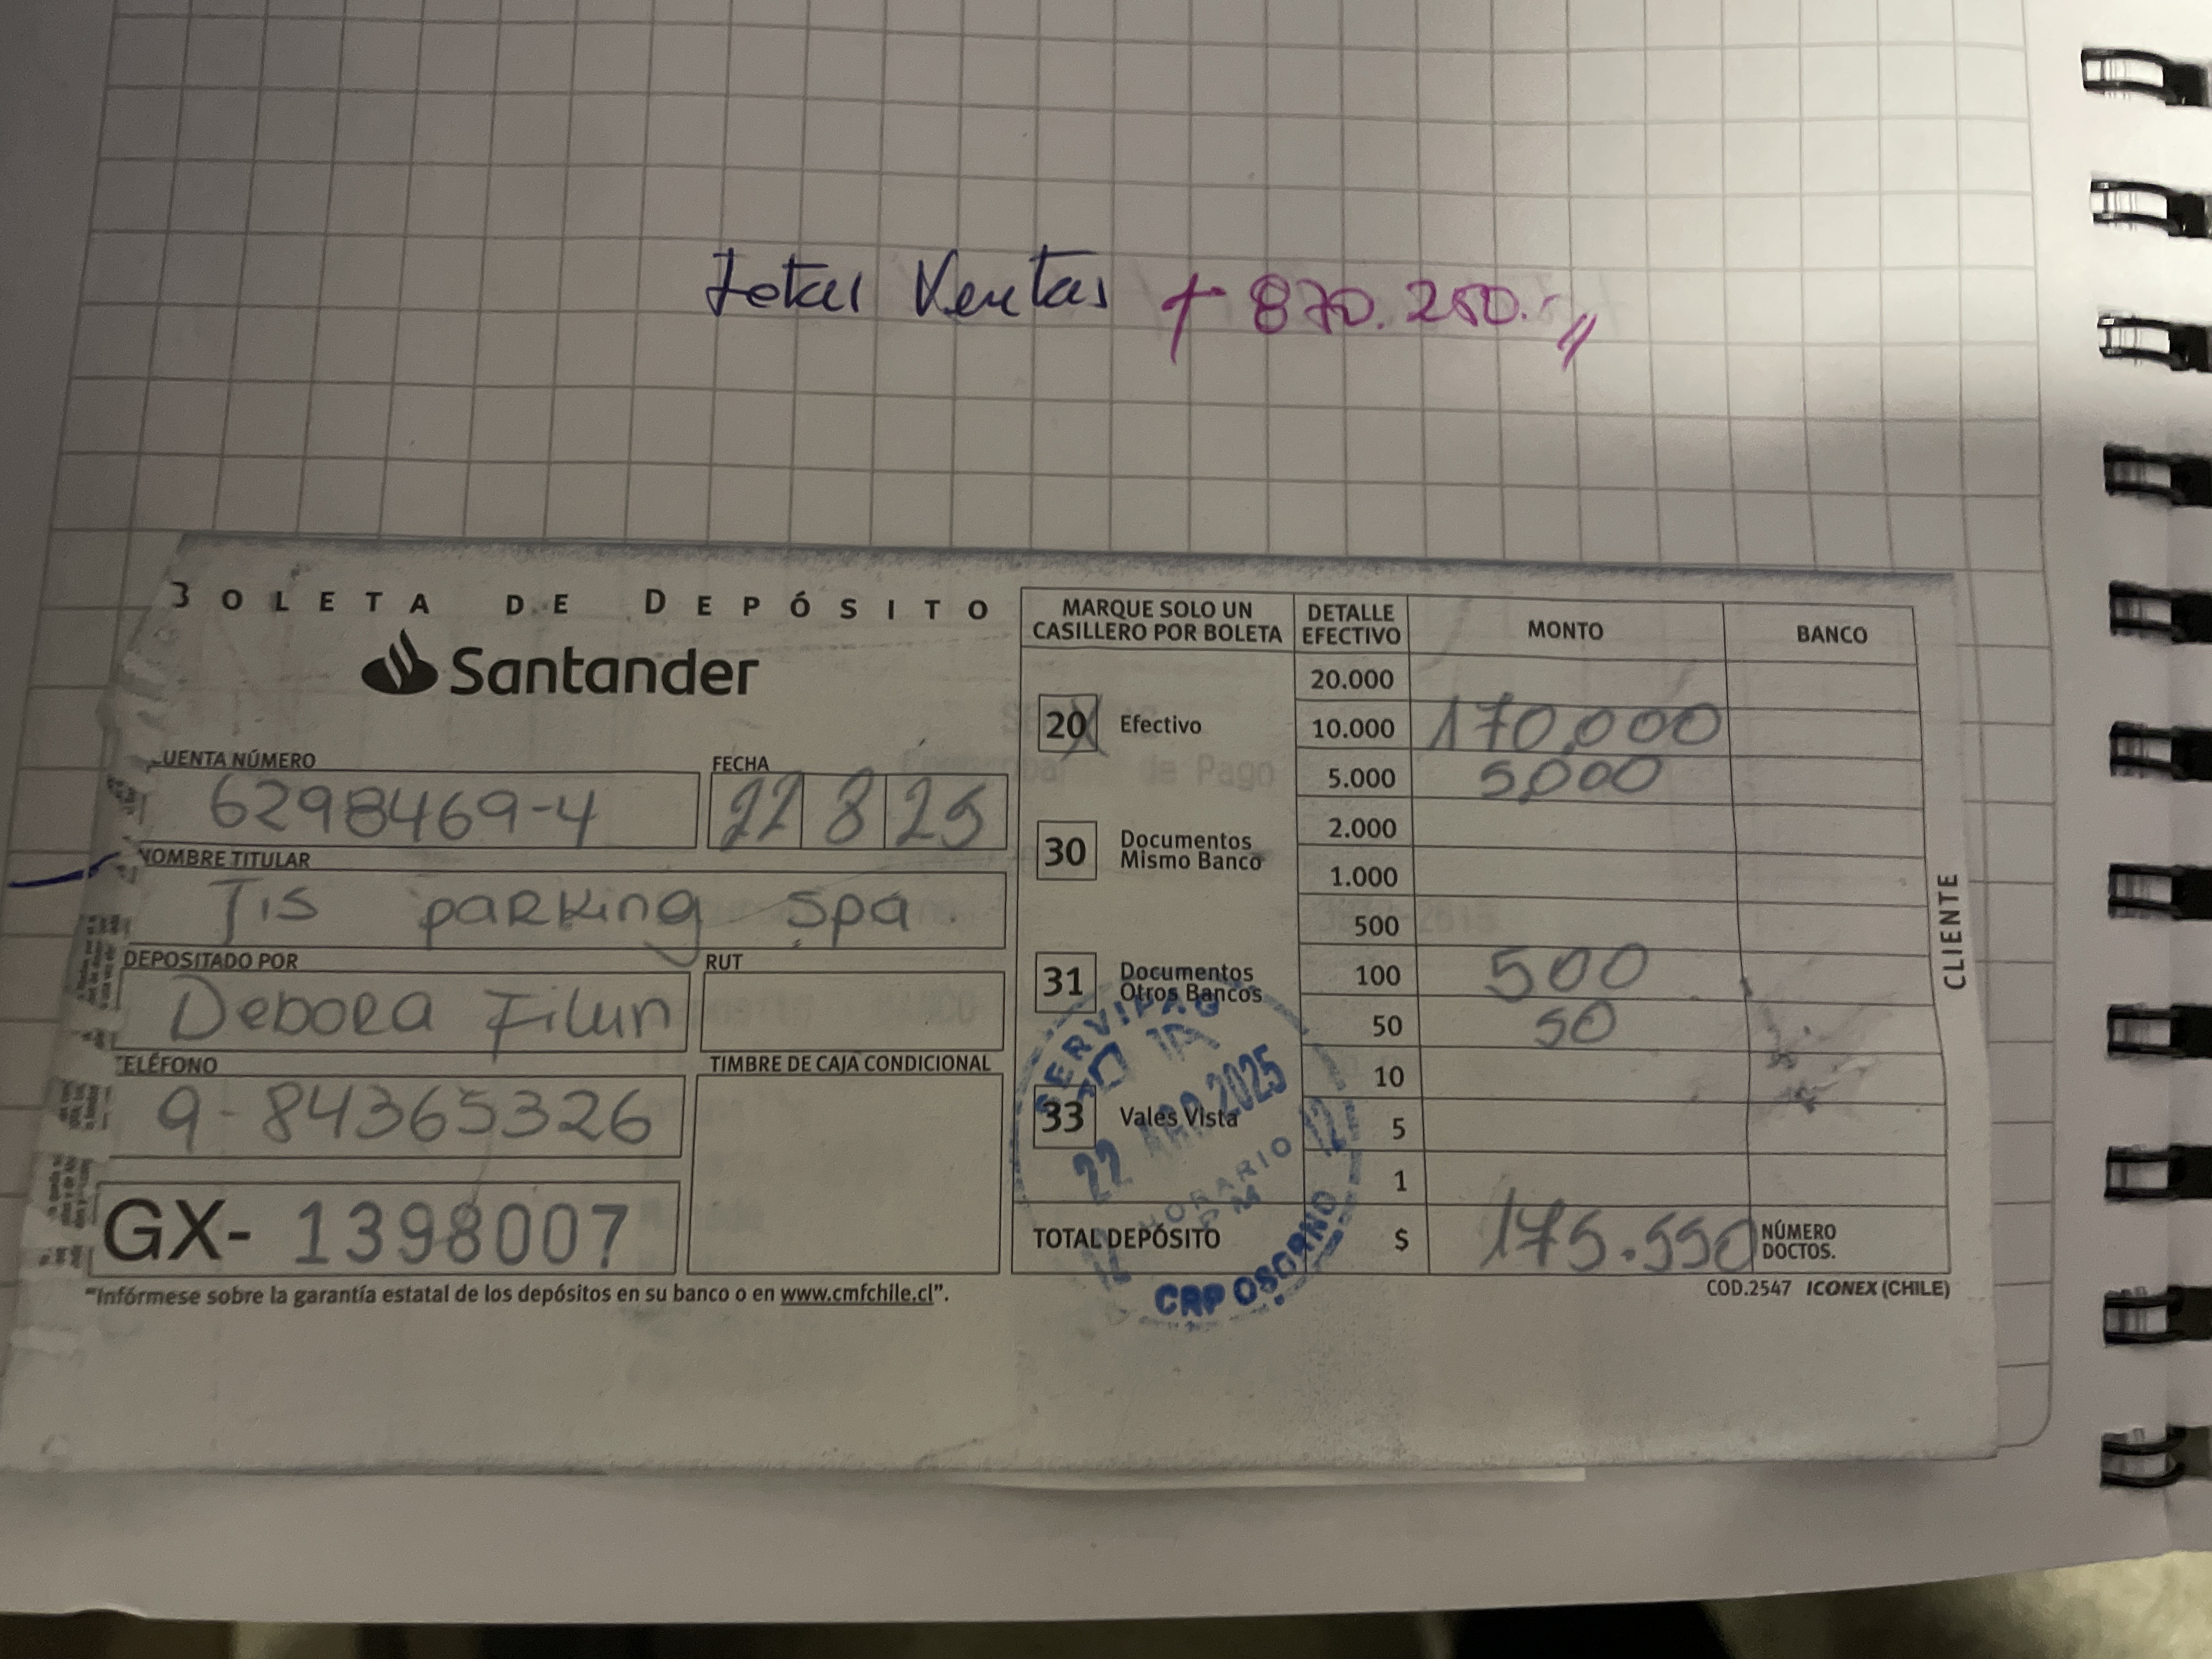 Total Ventas + 870.250.-
BOLETA DE DEPÓSITO
Santander
CUENTA NÚMERO
6298469-4
FECHA
22 8 25
NOMBRE TITULAR
Tis parking spa.
DEPOSITADO POR
Debora Filun
RUT
TELÉFONO
9-84365326
TIMBRE DE CAJA CONDICIONAL
GX- 1398007
"Infórmese sobre la garantía estatal de los depósitos en su banco o en www.cmfchile.cl".
MARQUE SOLO UN
CASILLERO POR BOLETA
20 Efectivo
30 Documentos
Mismo Banco
31 Documentos
Otros Bancos
33 Vales Vista
DETALLE
EFECTIVO
MONTO
BANCO
20.000
10.000 170,000
5.000 5,000
2.000
1.000
500
100 500
50 50
10
5
1
TOTAL DEPÓSITO $ 175.550
NÚMERO
DOCTOS.
CLIENTE
COD.2547 ICONEX (CHILE)
SERVIPAG
22 AGO 2025
HORARIO
CRP OSORNO